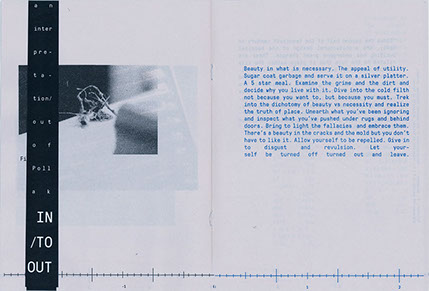 an
inter
pre-
ta-
tion/
out
of
Poll
ak
IN
/TO
OUT
Fi
Beauty in what is necessary. The appeal of utility.
Sugar coat garbage and serve it on a silver platter.
A 5 star meal. Examine the grime and the dirt and
decide why you live with it. Dive into the cold filth
not because you want to, but because you must. Trek
into the dichotomy of beauty vs necessity and realize
the truth of place. Unearth what you've been ignoring
and inspect what you've pushed under rugs and behind
doors. Bring to light the fallacies and embrace them.
There's a beauty in the cracks and the mold but you don't
have to like it. Allow yourself to be repelled. Give in
to disgust and revulsion. Let your-
self be turned off turned out and leave.